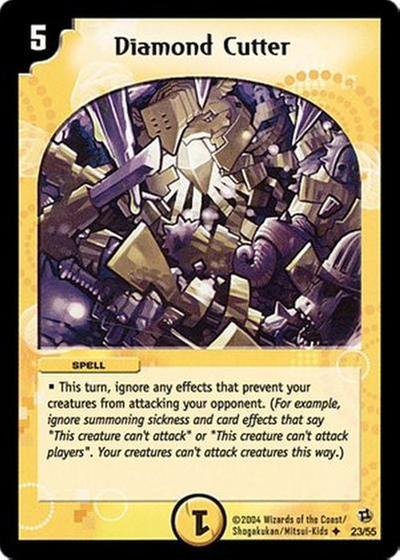 5
Diamond Cutter
SPELL
▪ This turn, ignore any effects that prevent your
creatures from attacking your opponent. (For example,
ignore summoning sickness and card effects that say
"This creature can't attack" or "This creature can't attack
players". Your creatures can't attack creatures this way.)
1
©2004 Wizards of the Coast/
Shogakukan/Mitsui-Kids ✦ 23/55